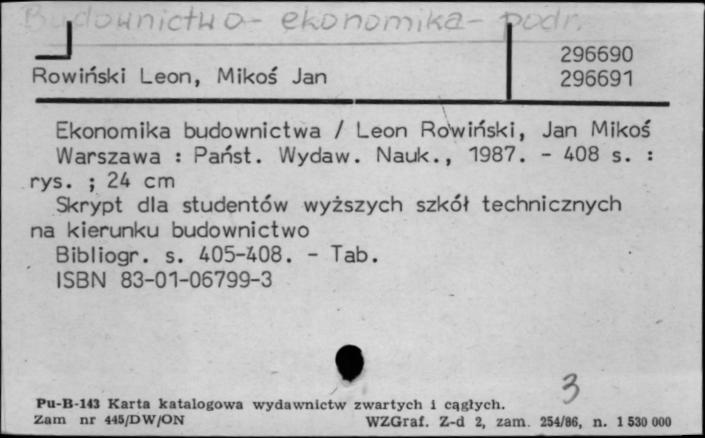 Budownictwo - ekonomika - podr.
296690
Rowiński Leon, Mikoś Jan
296691
Ekonomika budownictwa / Leon Rowiński, Jan Mikoś
Warszawa : Państ. Wydaw. Nauk., 1987. - 408 s. :
rys. ; 24 cm
Skrypt dla studentów wyższych szkół technicznych
na kierunku budownictwo
Bibliogr. s. 405-408. - Tab.
ISBN 83-01-06799-3
3
Pu-B-143 Karta katalogowa wydawnictw zwartych i cągłych.
Zam nr 445/DW/ON WZGraf. Z-d 2, zam. 254/86, n. 1 530 000